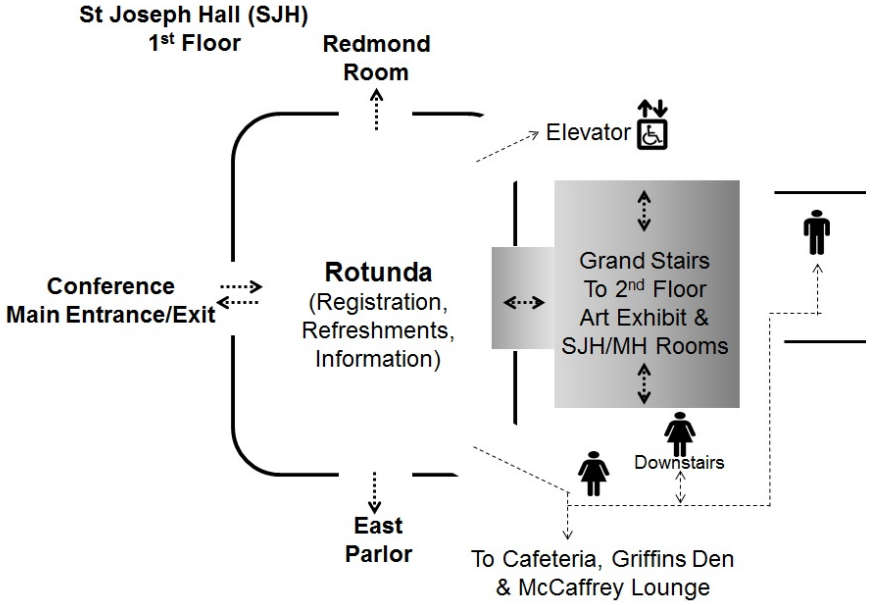 St Joseph Hall (SJH)
1st Floor
Redmond
Room
Elevator
Conference
Main Entrance/Exit
Rotunda
(Registration,
Refreshments,
Information)
Grand Stairs
To 2nd Floor
Art Exhibit &
SJH/MH Rooms
Downstairs
East
Parlor
To Cafeteria, Griffins Den
& McCaffrey Lounge